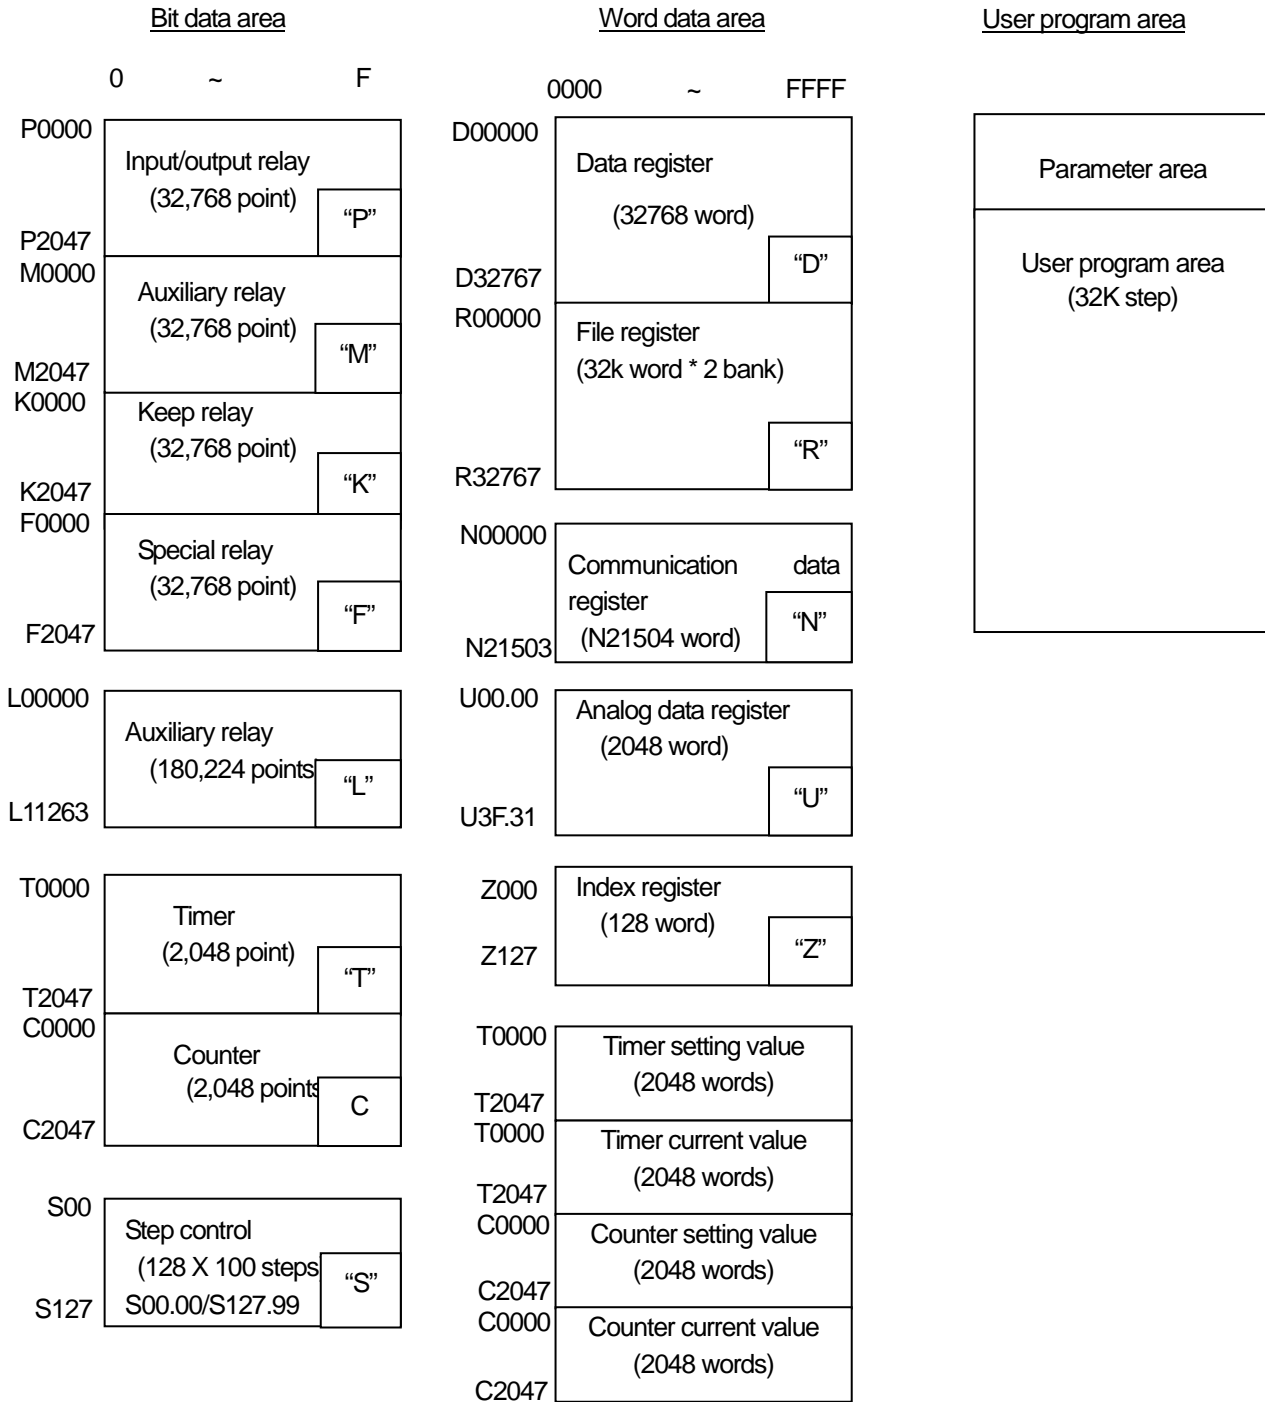 Bit data area
0 ~ F
P0000
Input/output relay
(32,768 point)
“P”
P2047
M0000
Auxiliary relay
(32,768 point)
“M”
M2047
K0000
Keep relay
(32,768 point)
“K”
K2047
F0000
Special relay
(32,768 point)
“F”
F2047
L00000
Auxiliary relay
(180,224 points
“L”
L11263
T0000
Timer
(2,048 point)
“T”
T2047
C0000
Counter
(2,048 points
C
C2047
S00
Step control
(128 X 100 steps
“S”
S00.00/S127.99
S127
Word data area
0000 ~ FFFF
D00000
Data register
(32768 word)
“D”
D32767
R00000
File register
(32k word * 2 bank)
“R”
R32767
N00000
Communication data
register
“N”
(N21504 word)
N21503
U00.00
Analog data register
(2048 word)
“U”
U3F.31
Z000
Index register
(128 word)
“Z”
Z127
T0000
Timer setting value
(2048 words)
T2047
T0000
Timer current value
(2048 words)
T2047
C0000
Counter setting value
(2048 words)
C2047
C0000
Counter current value
(2048 words)
C2047
User program area
Parameter area
User program area
(32K step)